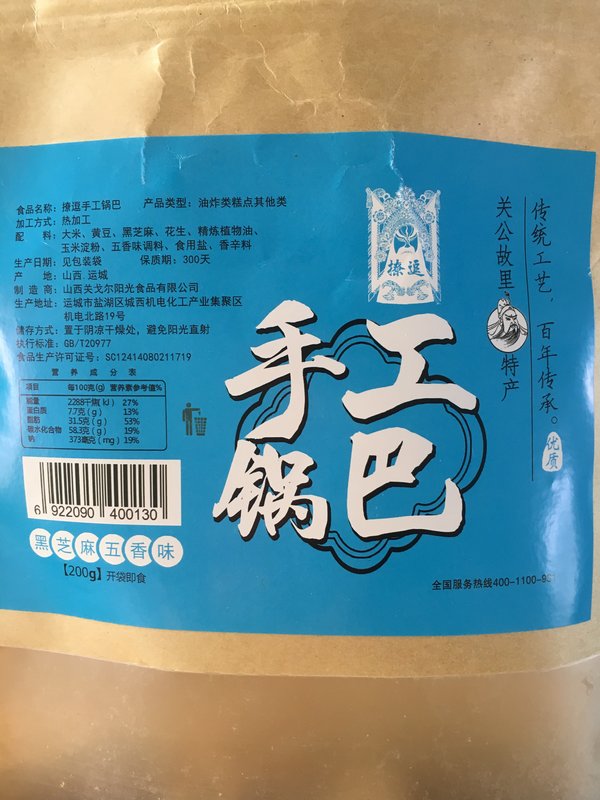 食品名称：撩逗手工锅巴 产品类型：油炸类糕点其他类
加工方式：热加工
配 料：大米、黄豆、黑芝麻、花生、精炼植物油、
玉米淀粉、五香味调料、食用盐、香辛料
生产日期：见包装袋 保质期：300天
产 地：山西.运城
制 造 商：山西关戈尔阳光食品有限公司
生产地址：运城市盐湖区城西机电化工产业集聚区
机电北路19号
储存方式：置于阴凉干燥处，避免阳光直射
执行标准：GB/T20977
食品生产许可证号：SC12414080211719
营 养 成 分 表
项目 每100克(g) 营养素参考值%
能量 2288千焦(kJ) 27%
蛋白质 7.7克(g) 13%
脂肪 31.5克(g) 53%
碳水化合物 58.3克(g) 19%
钠 373毫克(mg) 19%
6 922090 400130
黑芝麻五香味
【200g】开袋即食
撩逗
手工
锅巴
关公故里
特产
传统工艺，百年传承。
优质
全国服务热线400-1100-981